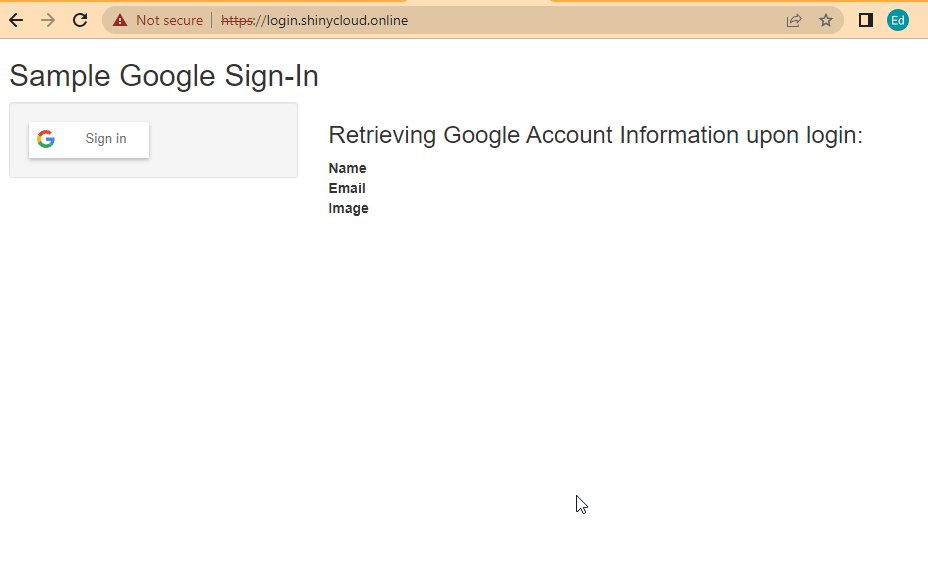 Not secure | https://login.shinycloud.online
Ed
Sample Google Sign-In
Sign in
Retrieving Google Account Information upon login:
Name
Email
Image